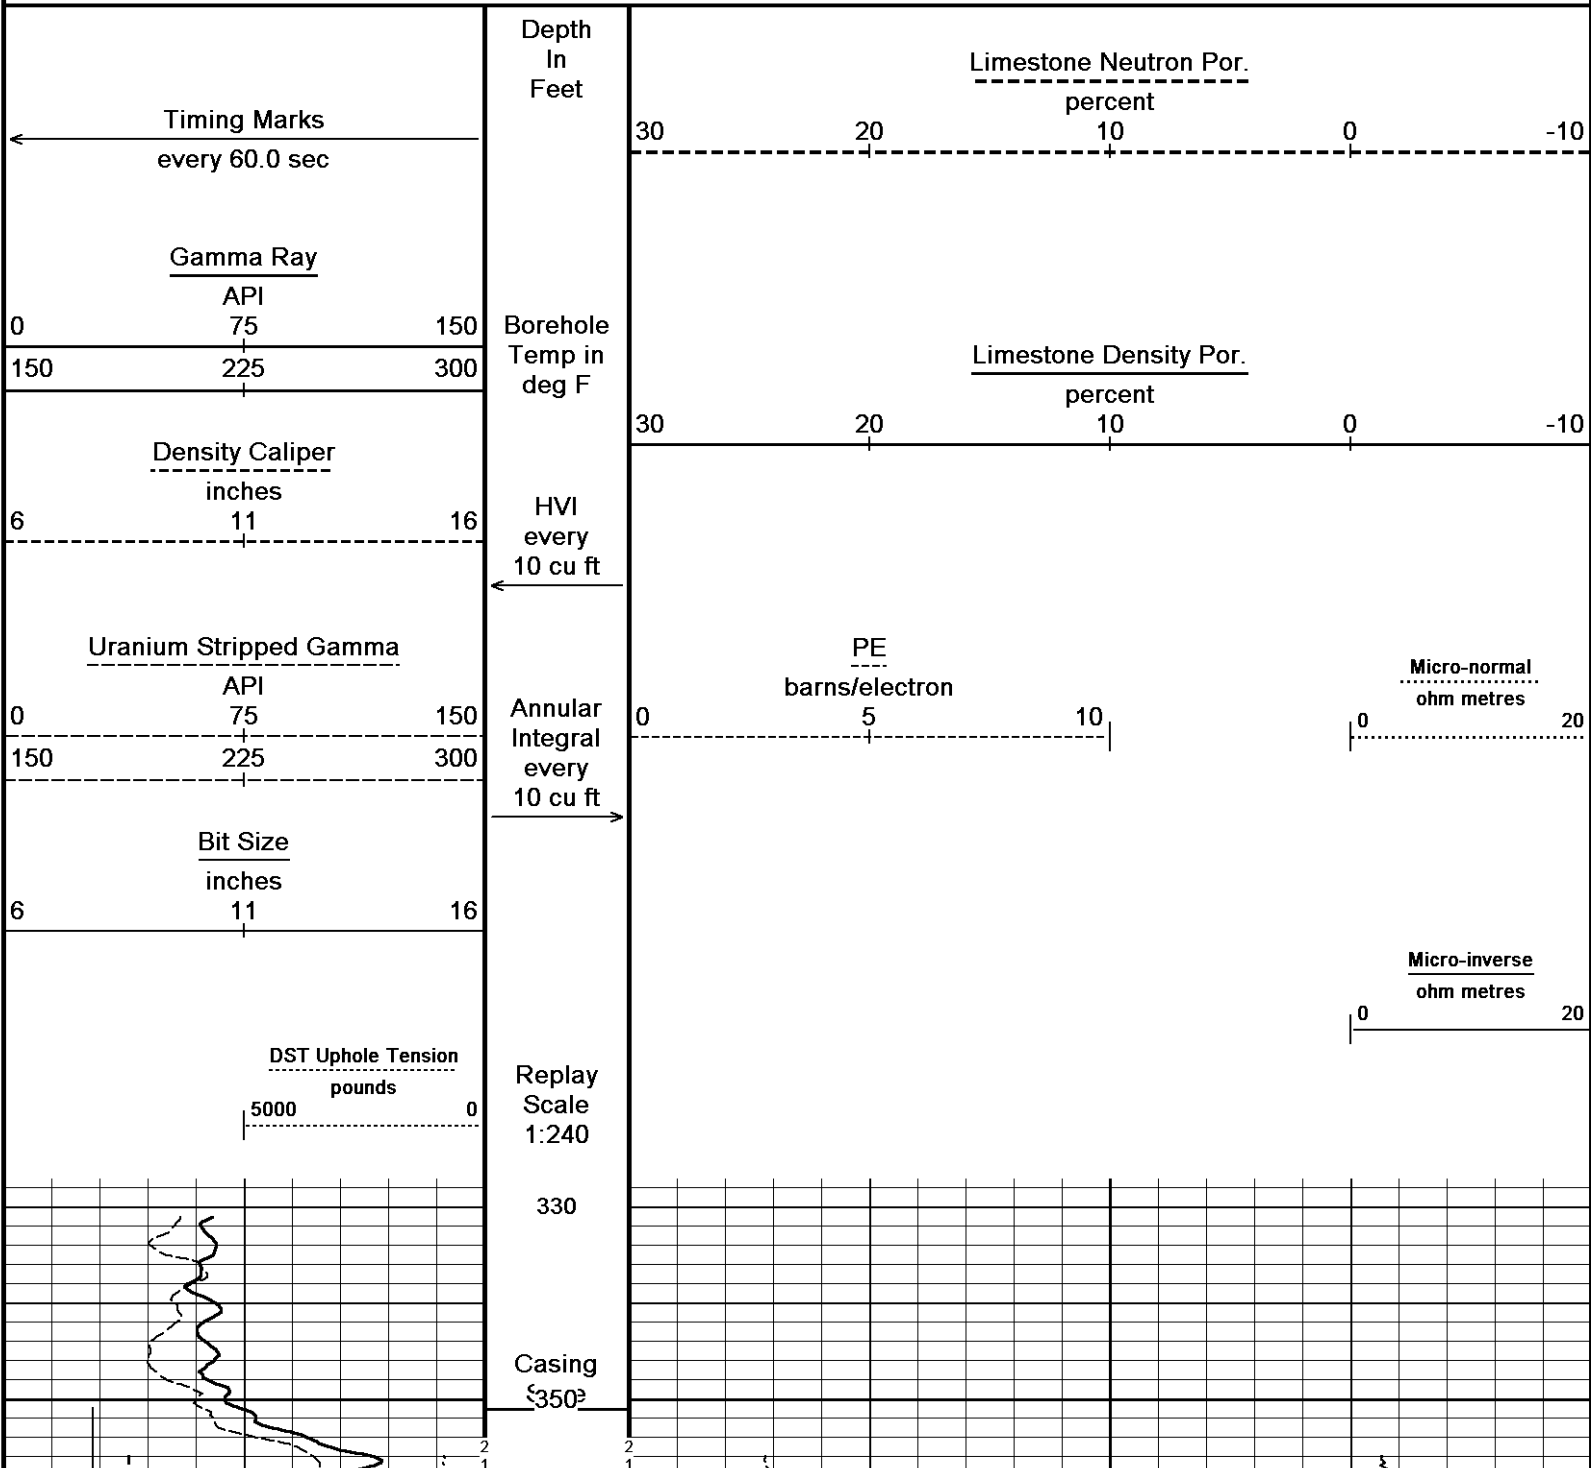 Timing Marks
every 60.0 sec
Gamma Ray
API
0 75 150
150 225 300
Density Caliper
inches
6 11 16
Uranium Stripped Gamma
API
0 75 150
150 225 300
Bit Size
inches
6 11 16
DST Uphole Tension
pounds
5000 0
Depth
In
Feet
Borehole
Temp in
deg F
HVI
every
10 cu ft
Annular
Integral
every
10 cu ft
Replay
Scale
1:240
330
Casing
350
2 2
1 1
Limestone Neutron Por.
percent
30 20 10 0 -10
Limestone Density Por.
percent
30 20 10 0 -10
PE
barns/electron
0 5 10
Micro-normal
ohm metres
0 20
Micro-inverse
ohm metres
0 20